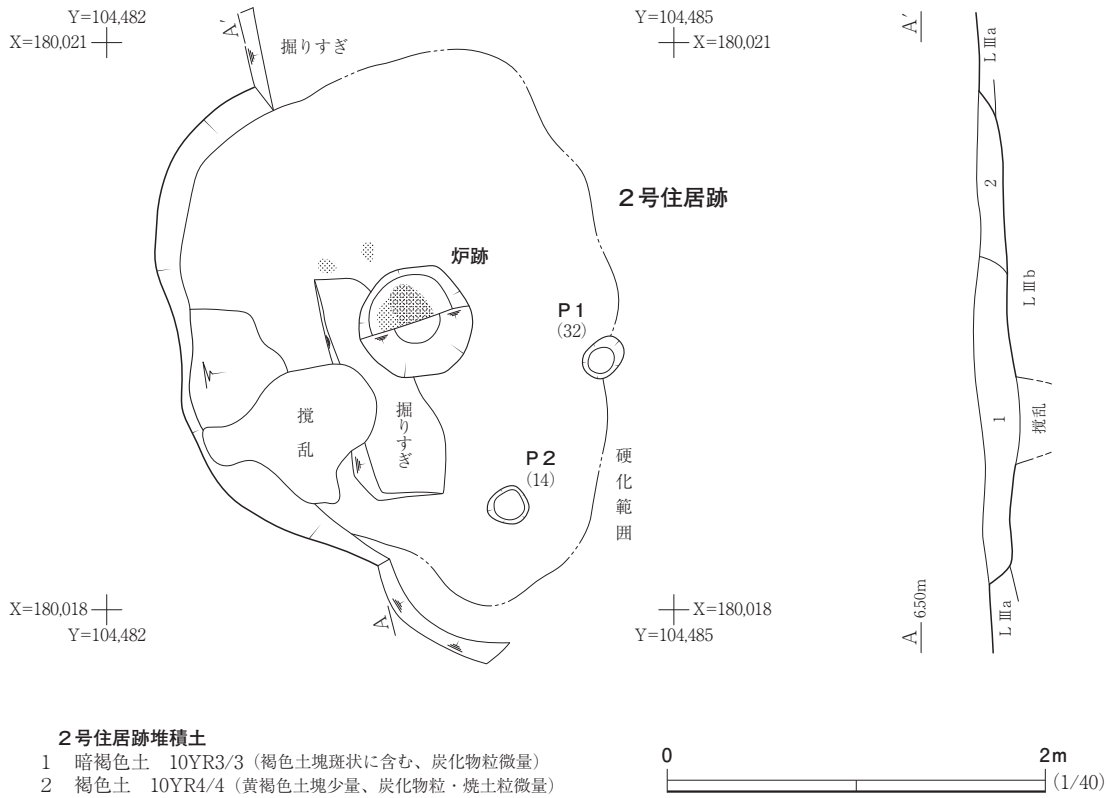 Y=104,482
X=180,021
A′
掘りすぎ
Y=104,485
X=180,021
A′
LⅢa
2
2号住居跡
炉跡
LⅢb
P1
(32)
撹乱
1
撹乱
掘りすぎ
P2
(14)
硬化範囲
A
X=180,018
Y=104,482
X=180,018
Y=104,485
A
6.50m
LⅢa
2号住居跡堆積土
1 暗褐色土 10YR3/3（褐色土塊斑状に含む、炭化物粒微量）
2 褐色土 10YR4/4（黄褐色土塊少量、炭化物粒・焼土粒微量）
0 2m
(1/40)